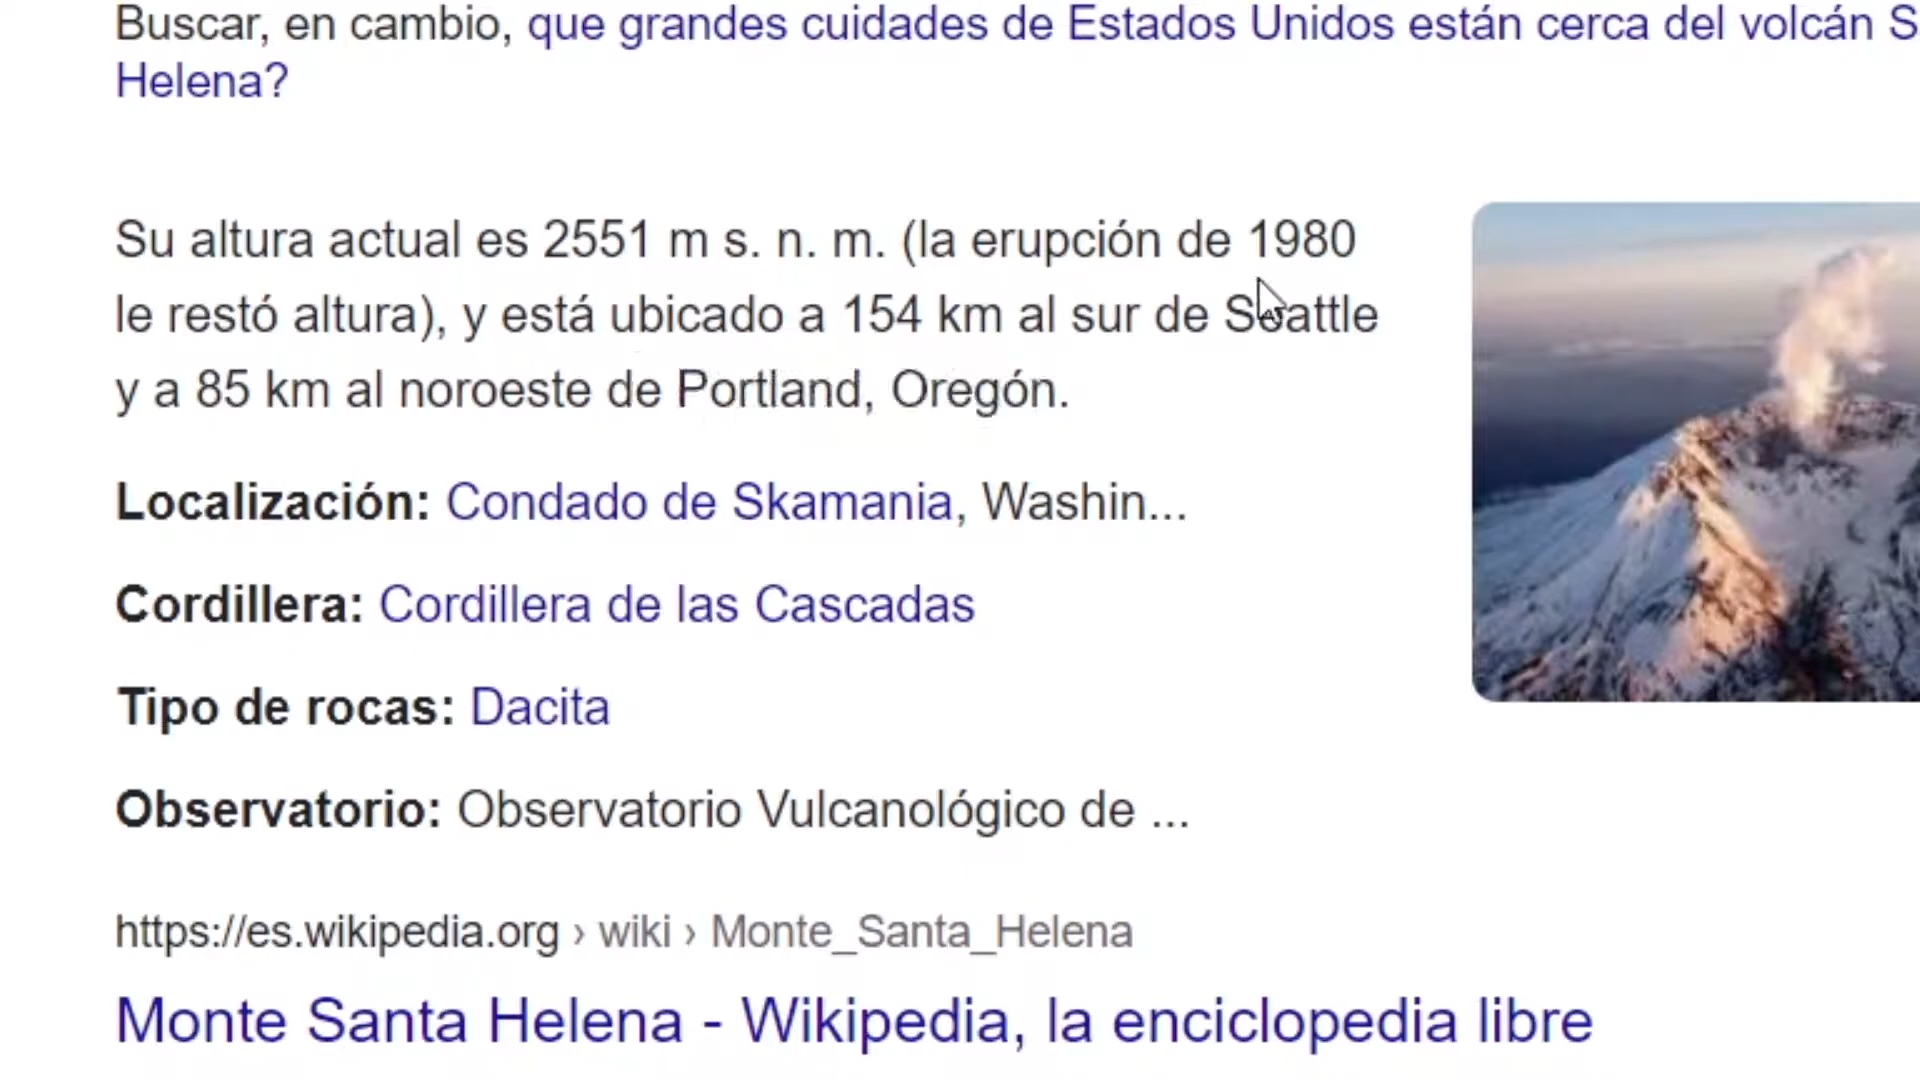 Buscar, en cambio, que grandes cuidades de Estados Unidos están cerca del volcán
Helena?
Su altura actual es 2551 m s. n. m. (la erupción de 1980
le restó altura), y está ubicado a 154 km al sur de Seattle
y a 85 km al noroeste de Portland, Oregón.
Localización: Condado de Skamania, Washin...
Cordillera: Cordillera de las Cascadas
Tipo de rocas: Dacita
Observatorio: Observatorio Vulcanológico de ...
https://es.wikipedia.org › wiki › Monte_Santa_Helena
Monte Santa Helena - Wikipedia, la enciclopedia libre